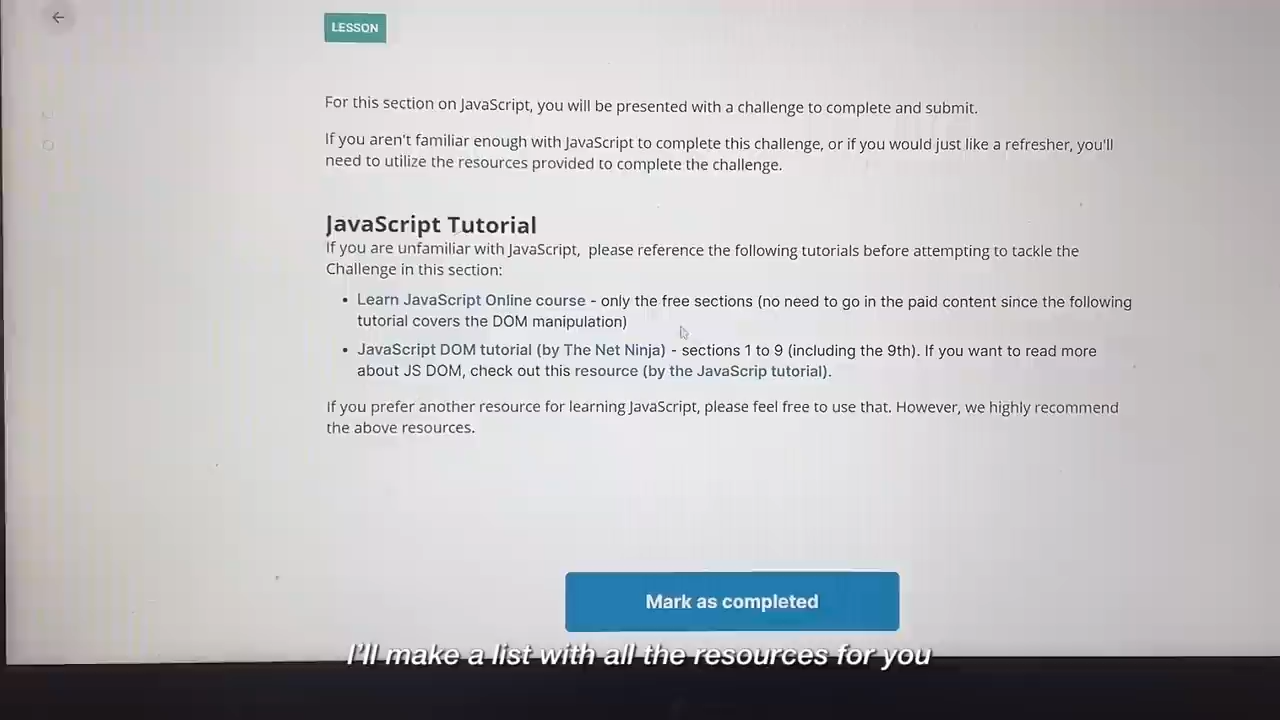 LESSON
For this section on JavaScript, you will be presented with a challenge to complete and submit.
If you aren't familiar enough with JavaScript to complete this challenge, or if you would just like a refresher, you'll
need to utilize the resources provided to complete the challenge.
JavaScript Tutorial
If you are unfamiliar with JavaScript,  please reference the following tutorials before attempting to tackle the
Challenge in this section:
• Learn JavaScript Online course - only the free sections (no need to go in the paid content since the following
tutorial covers the DOM manipulation)
• JavaScript DOM tutorial (by The Net Ninja) - sections 1 to 9 (including the 9th). If you want to read more
about JS DOM, check out this resource (by the JavaScrip tutorial).
If you prefer another resource for learning JavaScript, please feel free to use that. However, we highly recommend
the above resources.
Mark as completed
I'll make a list with all the resources for you